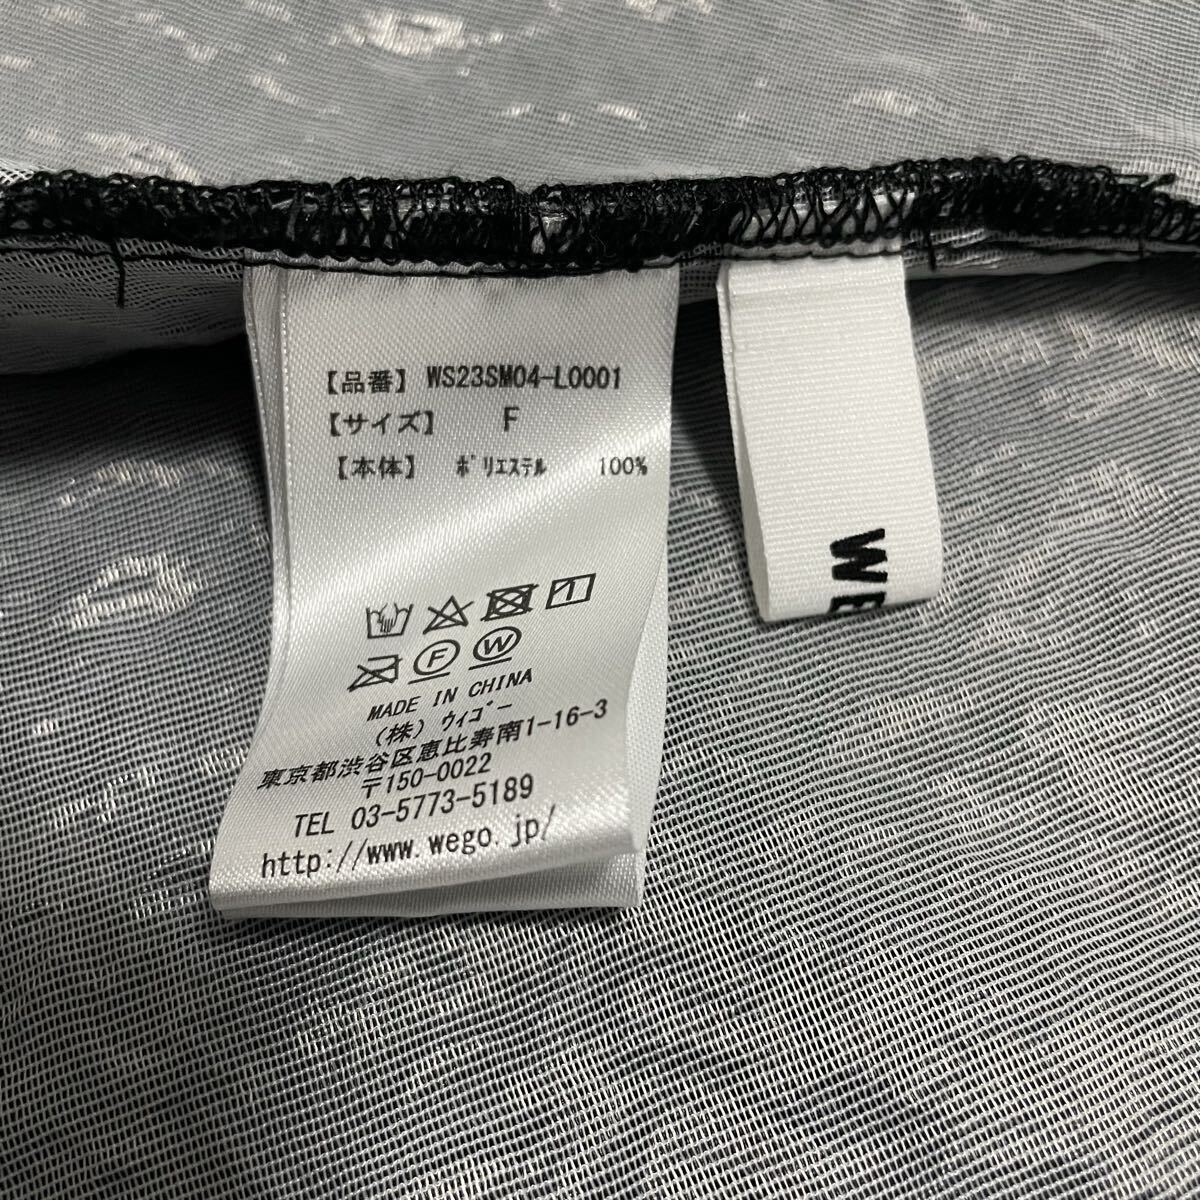 【品番】 WS23SM04-L0001
【サイズ】 F
【本体】 ﾎﾟﾘｴｽﾃﾙ 100%
F W
MADE IN CHINA
(株) ｳｨｺﾞｰ
東京都渋谷区恵比寿南1-16-3
〒150-0022
TEL 03-5773-5189
http://www.wego.jp/
WE